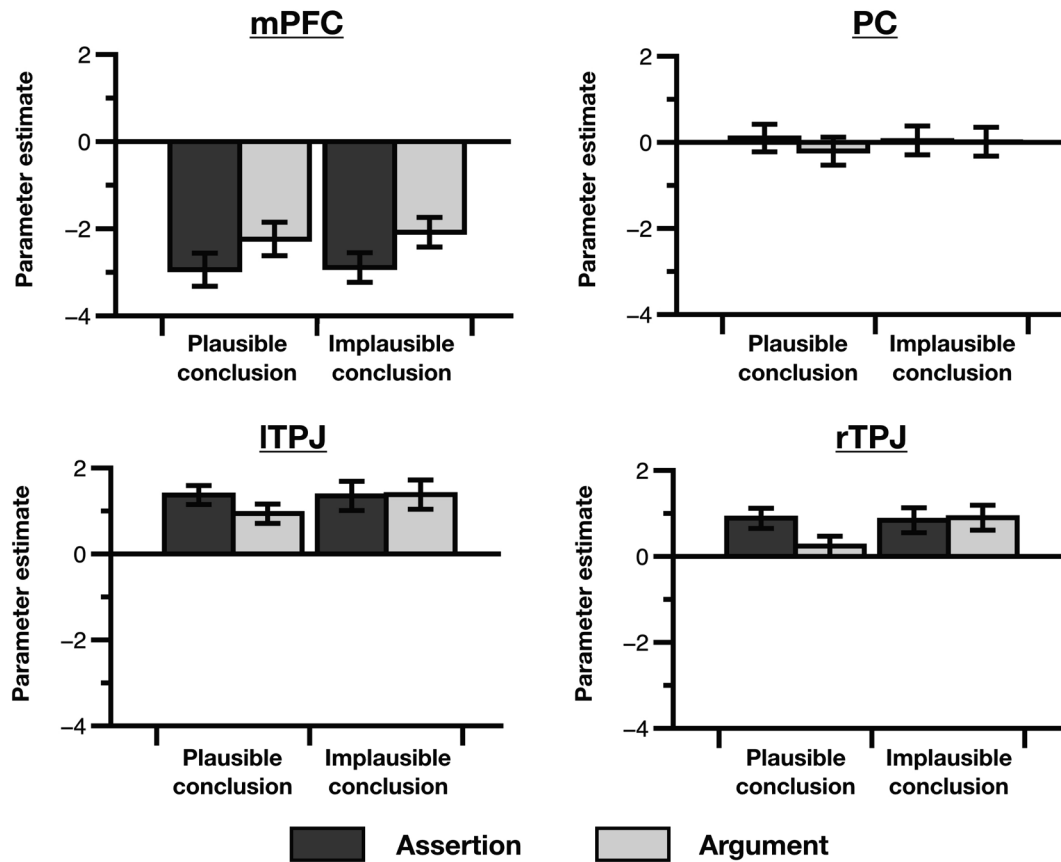 mPFC
Parameter estimate
2
0
−2
−4
Plausible conclusion
Implausible conclusion
PC
Parameter estimate
2
0
−2
−4
Plausible conclusion
Implausible conclusion
lTPJ
Parameter estimate
2
0
−2
−4
Plausible conclusion
Implausible conclusion
rTPJ
Parameter estimate
2
0
−2
−4
Plausible conclusion
Implausible conclusion
Assertion
Argument